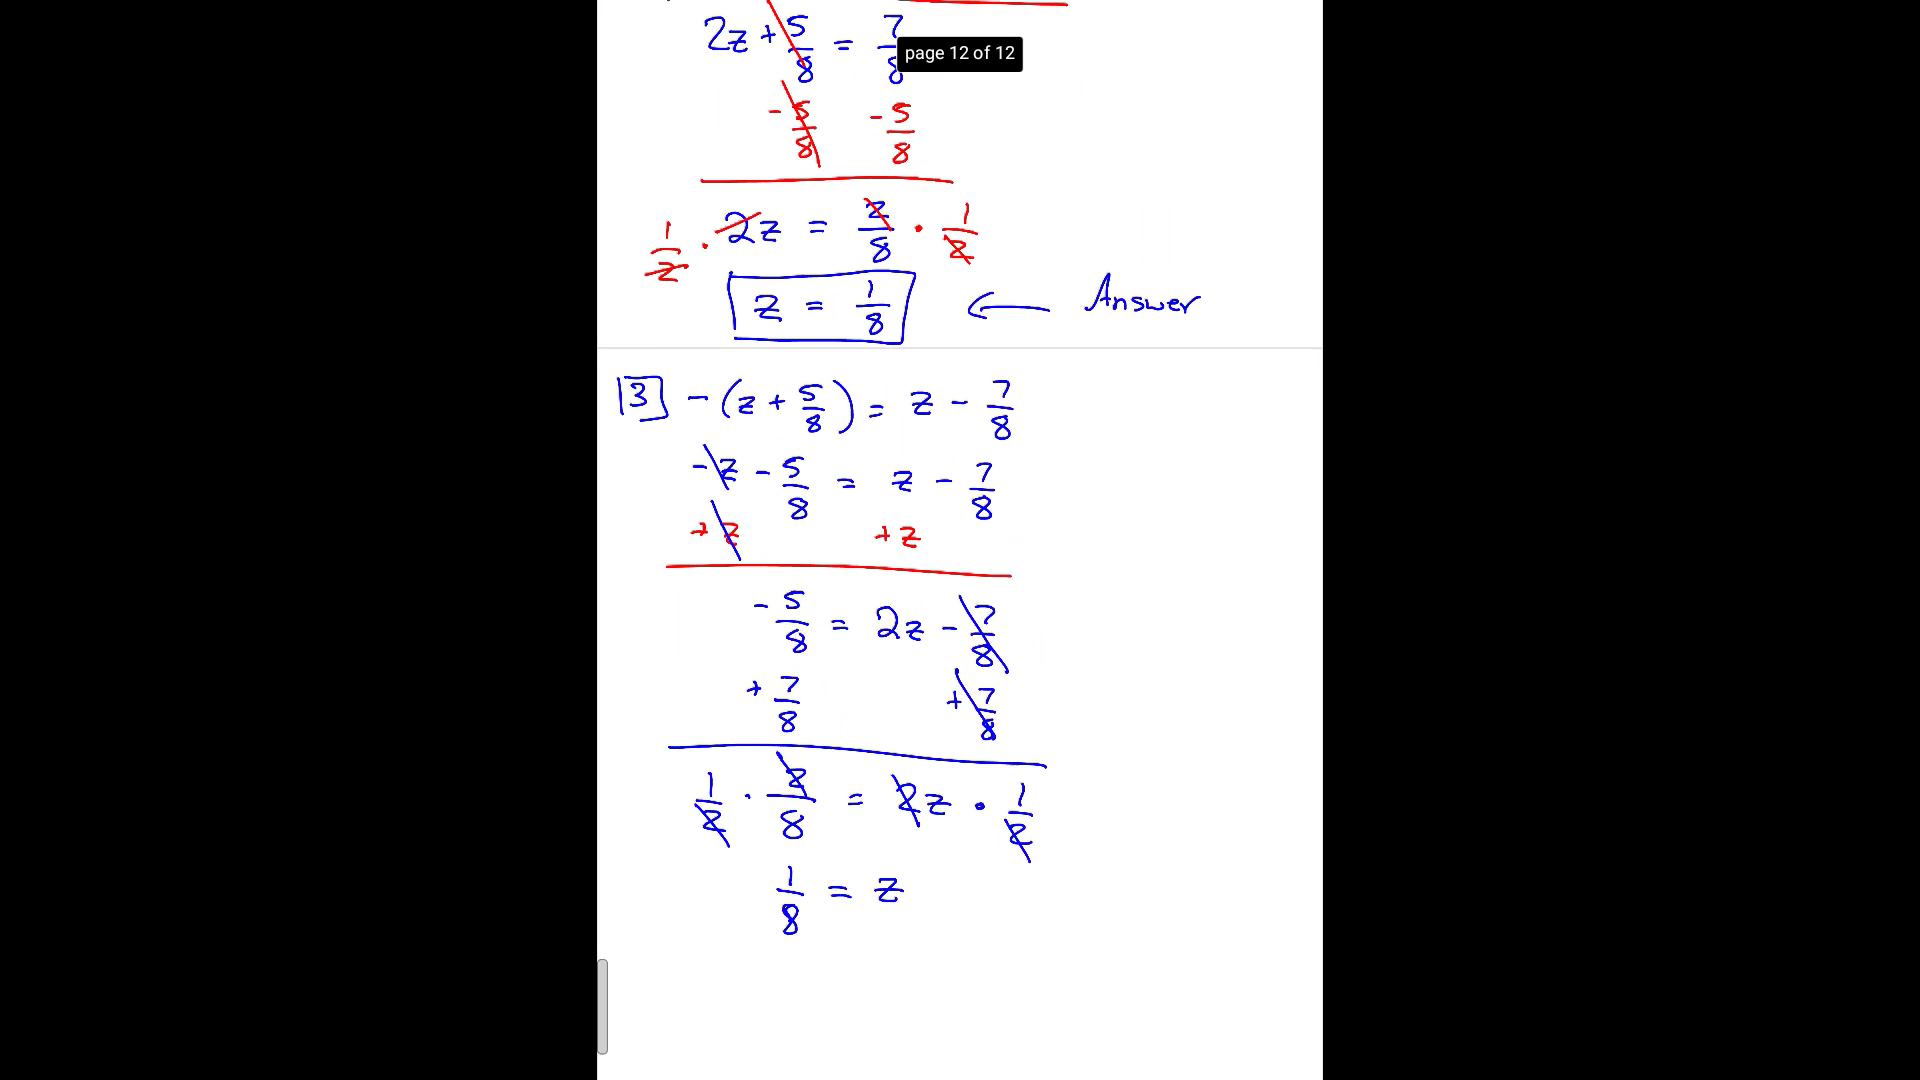 2z + 5/8 = 7/8
page 12 of 12
- 5/8 - 5/8
1/2 · 2z = 2/8 · 1/2
z = 1/8 ← Answer
3 - (z + 5/8) = z - 7/8
- z - 5/8 = z - 7/8
+ z + z
- 5/8 = 2z - 7/8
+ 7/8 + 7/8
1/2 · 2/8 = 2z · 1/2
1/8 = z